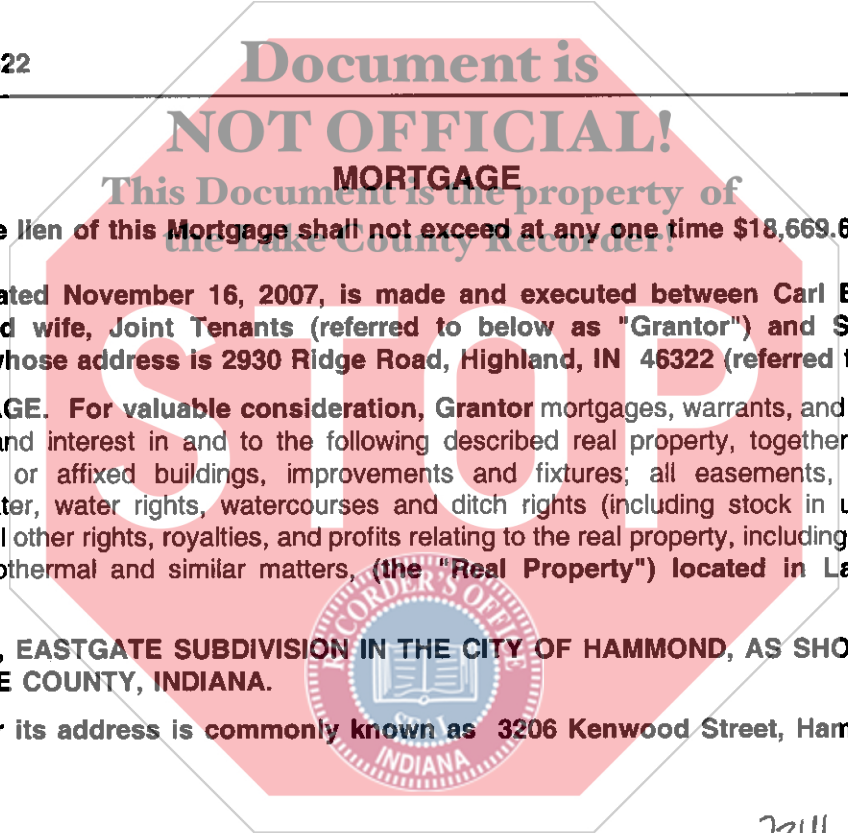 22
Document is
NOT OFFICIAL!
MORTGAGE
This Document is the property of
the Lake County Recorder!
lien of this Mortgage shall not exceed at any one time $18,669.6
ated November 16, 2007, is made and executed between Carl
wife, Joint Tenants (referred to below as "Grantor") and S
whose address is 2930 Ridge Road, Highland, IN 46322 (referred
AGE. For valuable consideration, Grantor mortgages, warrants, and
and interest in and to the following described real property, together
or affixed buildings, improvements and fixtures; all easements,
ter, water rights, watercourses and ditch rights (including stock in u
l other rights, royalties, and profits relating to the real property, including
othermal and similar matters, (the "Real Property") located in La
STOP
RECORDER'S OFFICE
, EASTGATE SUBDIVISION IN THE CITY OF HAMMOND, AS SHO
E COUNTY, INDIANA.
r its address is commonly known as 3206 Kenwood Street, Ham
SEAL
INDIANA